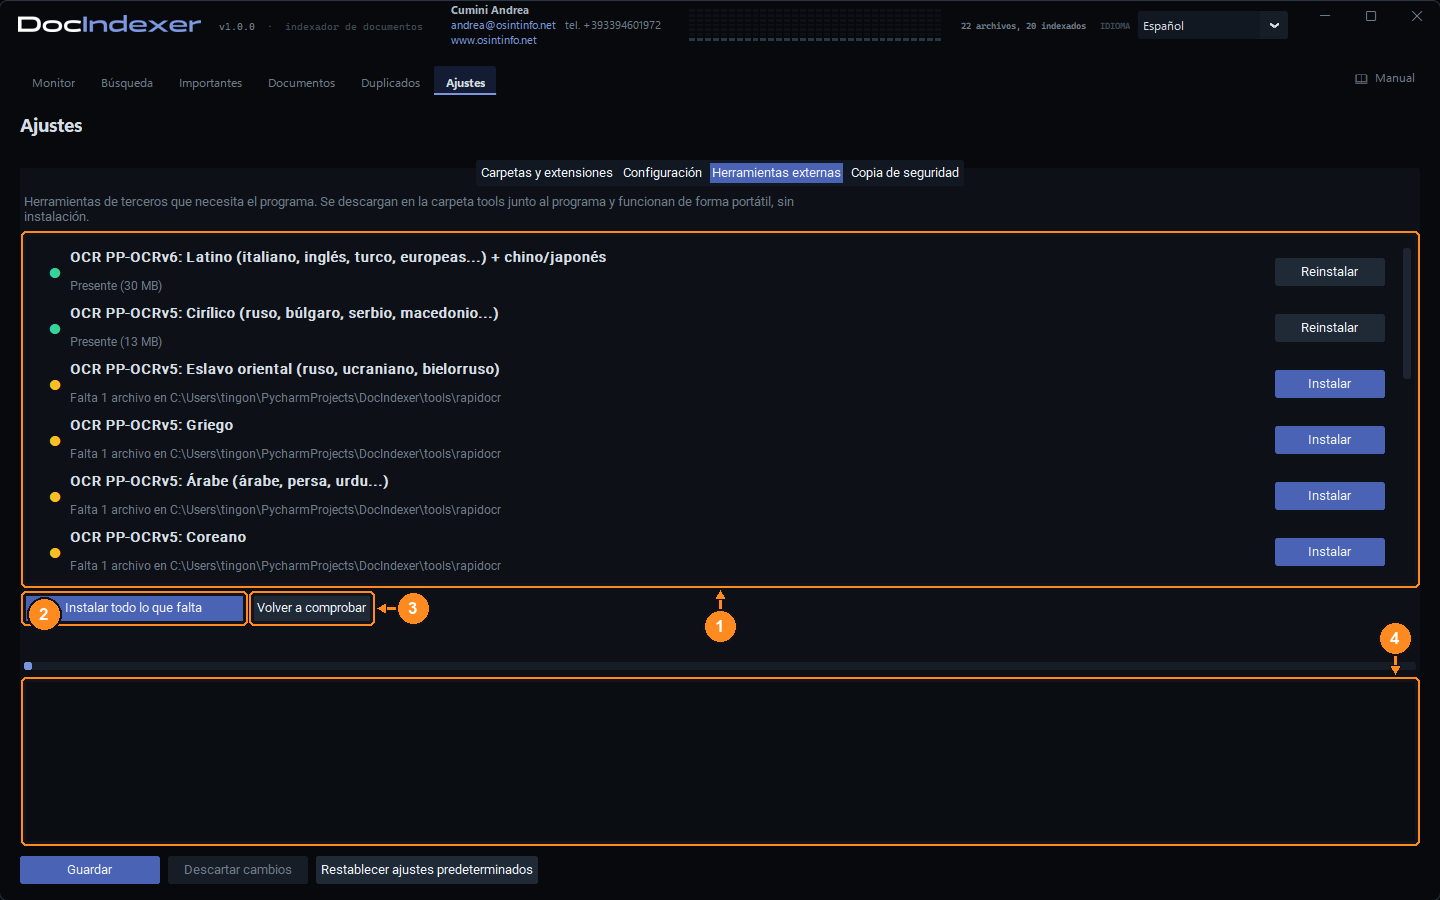 DocIndexer v1.0.0 · indexador de documentos
Cumini Andrea
andrea@osintinfo.net tel. +393394601972
www.osintinfo.net
22 archivos, 20 indexados IDIOMA Español
Monitor Búsqueda Importantes Documentos Duplicados Ajustes Manual
Ajustes
Carpetas y extensiones Configuración Herramientas externas Copia de seguridad
Herramientas de terceros que necesita el programa. Se descargan en la carpeta tools junto al programa y funcionan de forma portátil, sin
instalación.
OCR PP-OCRv6: Latino (italiano, inglés, turco, europeas...) + chino/japonés
Presente (30 MB)
Reinstalar
OCR PP-OCRv5: Cirílico (ruso, búlgaro, serbio, macedonio...)
Presente (13 MB)
Reinstalar
OCR PP-OCRv5: Eslavo oriental (ruso, ucraniano, bielorruso)
Falta 1 archivo en C:\Users\tingon\PycharmProjects\DocIndexer\tools\rapidocr
Instalar
OCR PP-OCRv5: Griego
Falta 1 archivo en C:\Users\tingon\PycharmProjects\DocIndexer\tools\rapidocr
Instalar
OCR PP-OCRv5: Árabe (árabe, persa, urdu...)
Falta 1 archivo en C:\Users\tingon\PycharmProjects\DocIndexer\tools\rapidocr
Instalar
OCR PP-OCRv5: Coreano
Falta 1 archivo en C:\Users\tingon\PycharmProjects\DocIndexer\tools\rapidocr
Instalar
2 Instalar todo lo que falta Volver a comprobar 3
1
4
Guardar Descartar cambios Restablecer ajustes predeterminados